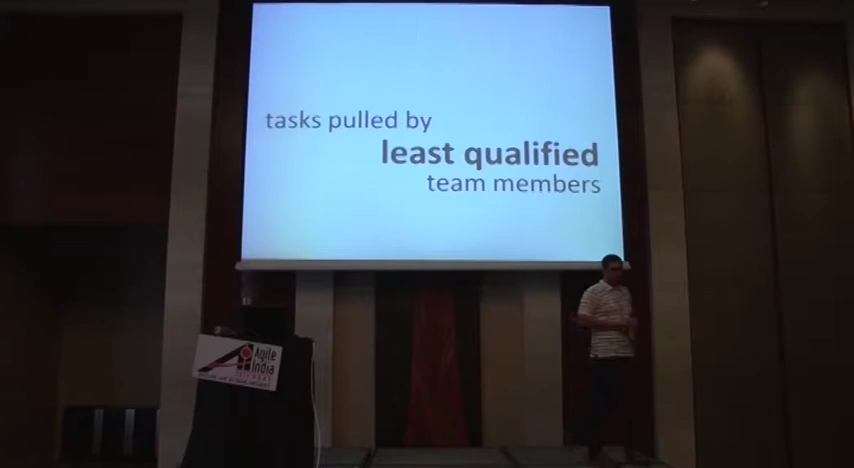 tasks pulled by
least qualified
team members
Agile
India